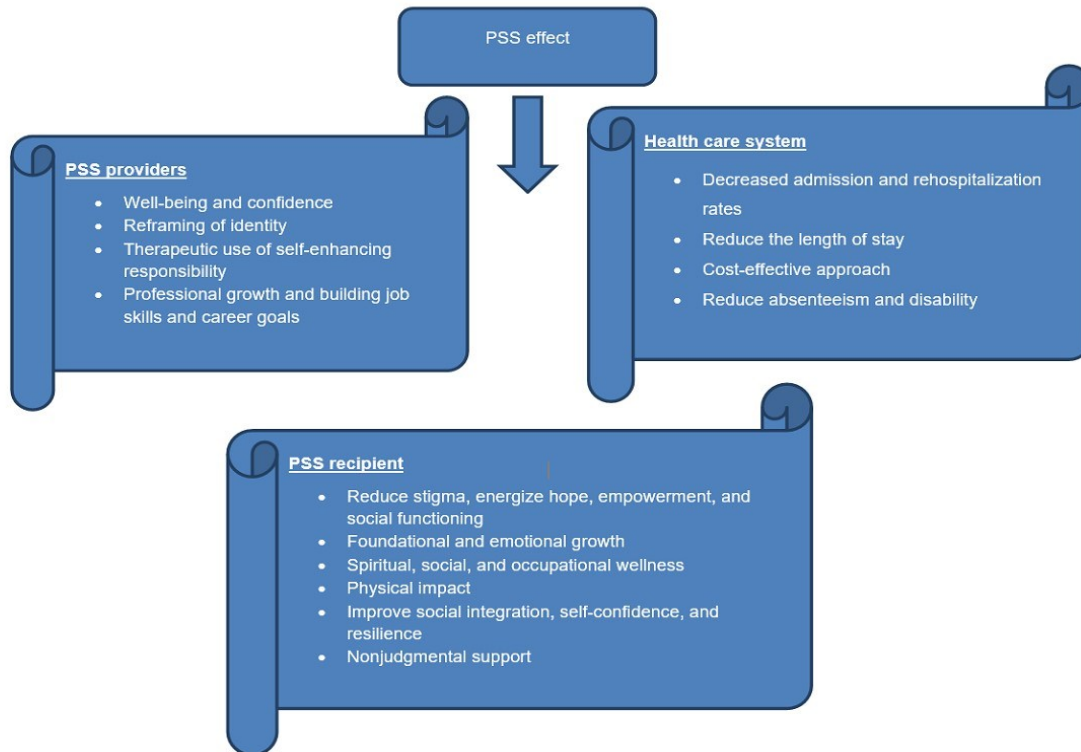 PSS effect
PSS providers
• Well-being and confidence
• Reframing of identity
• Therapeutic use of self-enhancing
responsibility
• Professional growth and building job
skills and career goals
Health care system
• Decreased admission and rehospitalization
rates
• Reduce the length of stay
• Cost-effective approach
• Reduce absenteeism and disability
PSS recipient
• Reduce stigma, energize hope, empowerment, and
social functioning
• Foundational and emotional growth
• Spiritual, social, and occupational wellness
• Physical impact
• Improve social integration, self-confidence, and
resilience
• Nonjudgmental support